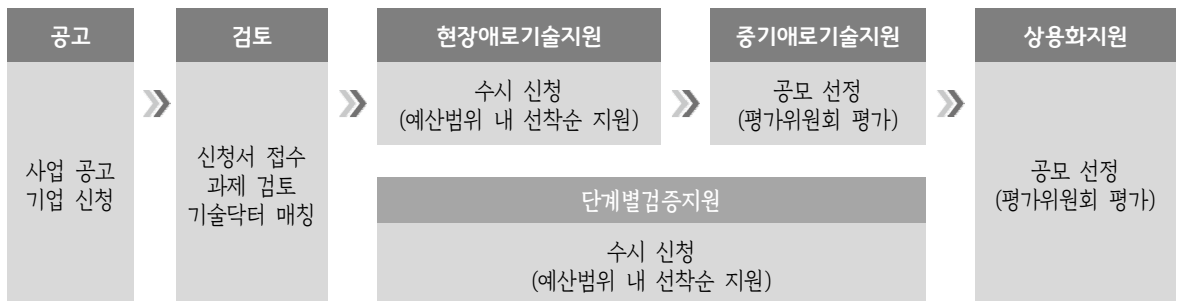 공고
사업 공고
기업 신청
검토
신청서 접수
과제 검토
기술닥터 매칭
현장애로기술지원
수시 신청
(예산범위 내 선착순 지원)
중기애로기술지원
공모 선정
(평가위원회 평가)
단계별검증지원
수시 신청
(예산범위 내 선착순 지원)
상용화지원
공모 선정
(평가위원회 평가)